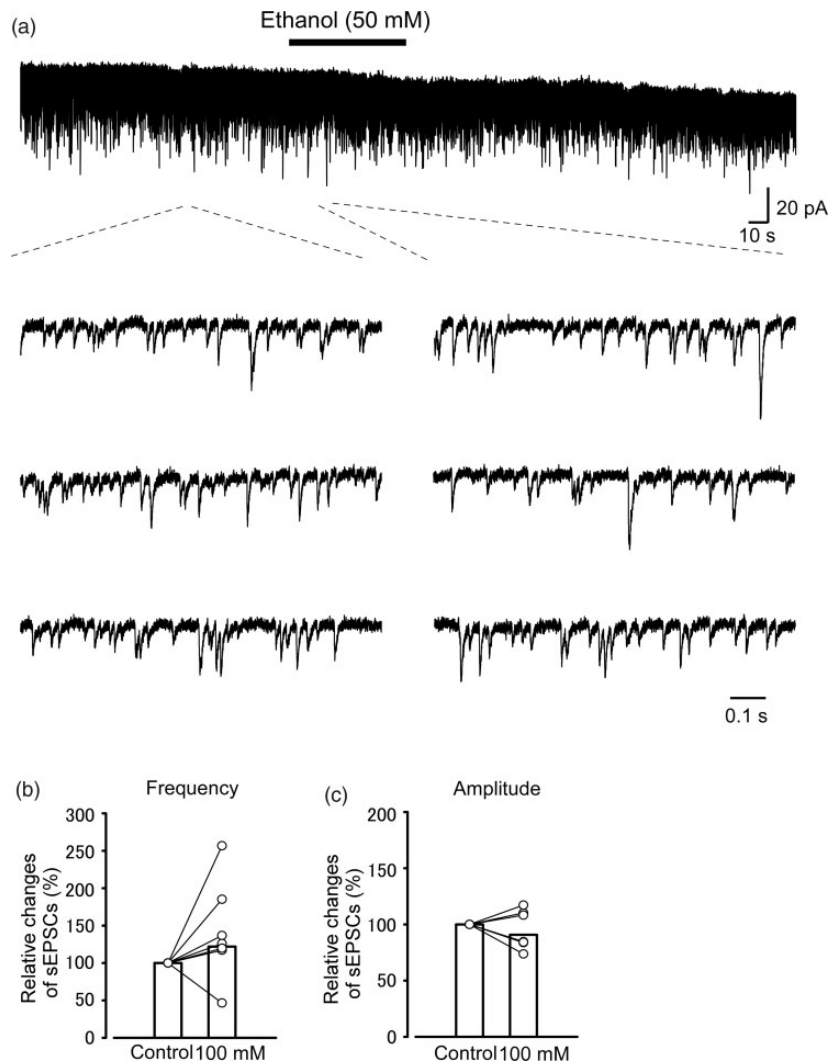 (a)
Ethanol (50 mM)
20 pA
10 s
0.1 s
(b)
Frequency
Relative changes
of sEPSCs (%)
300
250
200
150
100
50
0
Control 100 mM
(c)
Amplitude
Relative changes
of sEPSCs (%)
200
150
100
50
0
Control 100 mM